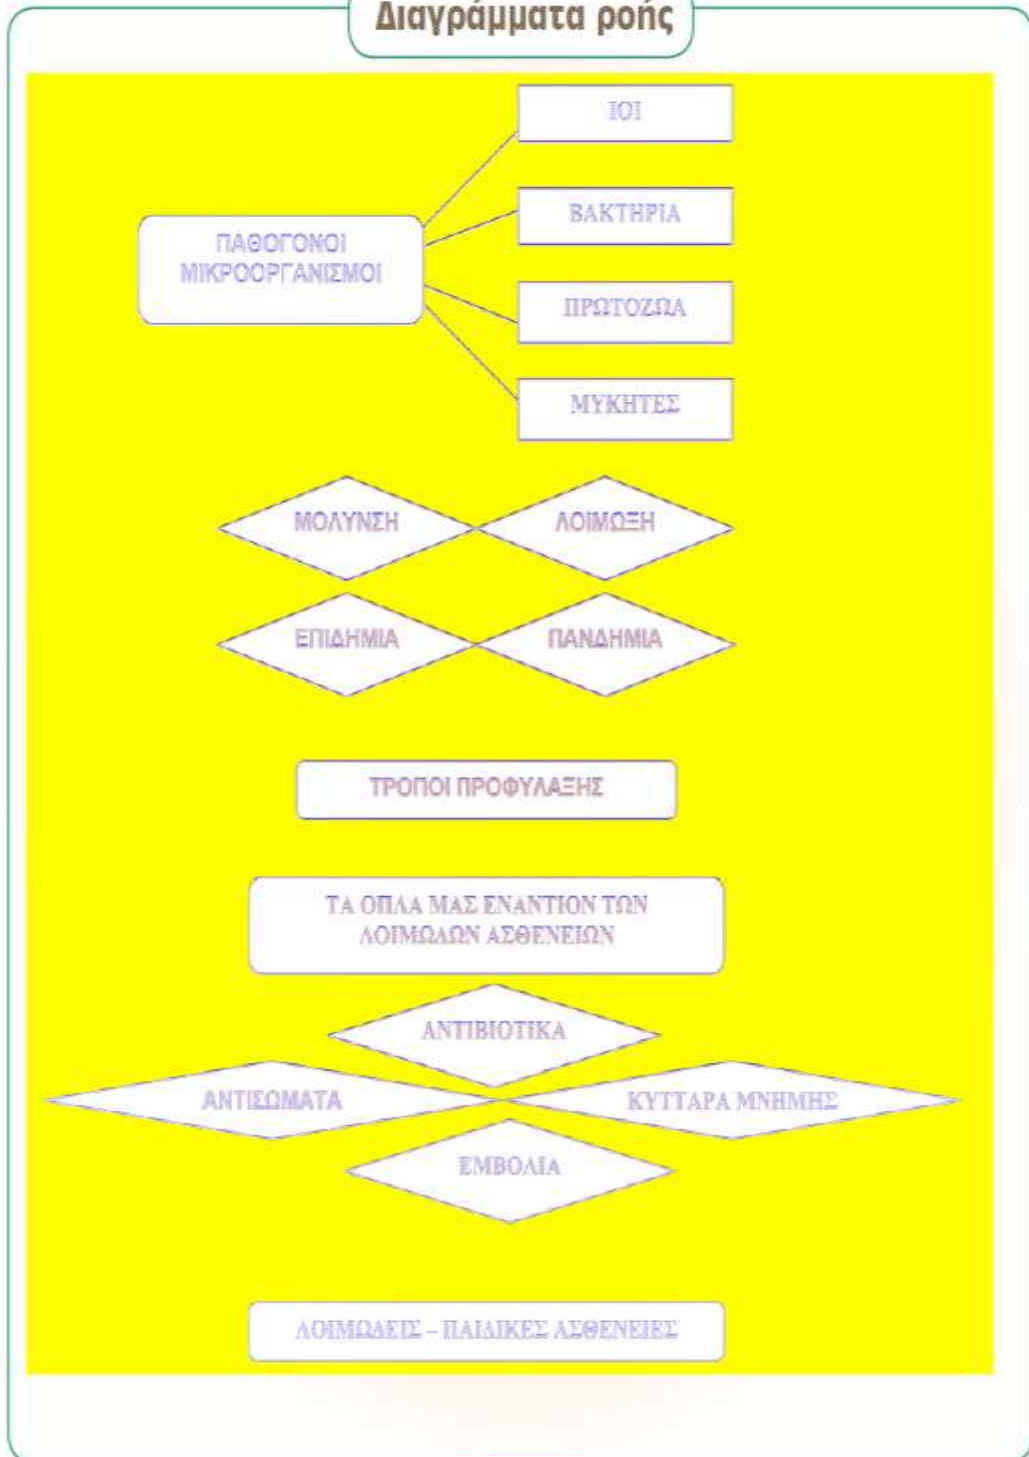 Διαγράμματα ροής
ΙΟΙ
ΒΑΚΤΗΡΙΑ
ΠΑΘΟΓΟΝΟΙ
ΜΙΚΡΟΟΡΓΑΝΙΣΜΟΙ
ΠΡΩΤΟΖΩΑ
ΜΥΚΗΤΕΣ
ΜΟΛΥΝΣΗ ΛΟΙΜΩΞΗ
ΕΠΙΔΗΜΙΑ ΠΑΝΔΗΜΙΑ
ΤΡΟΠΟΙ ΠΡΟΦΥΛΑΞΗΣ
ΤΑ ΟΠΛΑ ΜΑΣ ΕΝΑΝΤΙΟΝ ΤΩΝ
ΛΟΙΜΩΔΩΝ ΑΣΘΕΝΕΙΩΝ
ΑΝΤΙΒΙΟΤΙΚΑ
ΑΝΤΙΣΩΜΑΤΑ ΚΥΤΤΑΡΑ ΜΝΗΜΗΣ
ΕΜΒΟΛΙΑ
ΛΟΙΜΩΔΕΙΣ – ΠΑΙΔΙΚΕΣ ΑΣΘΕΝΕΙΕΣ